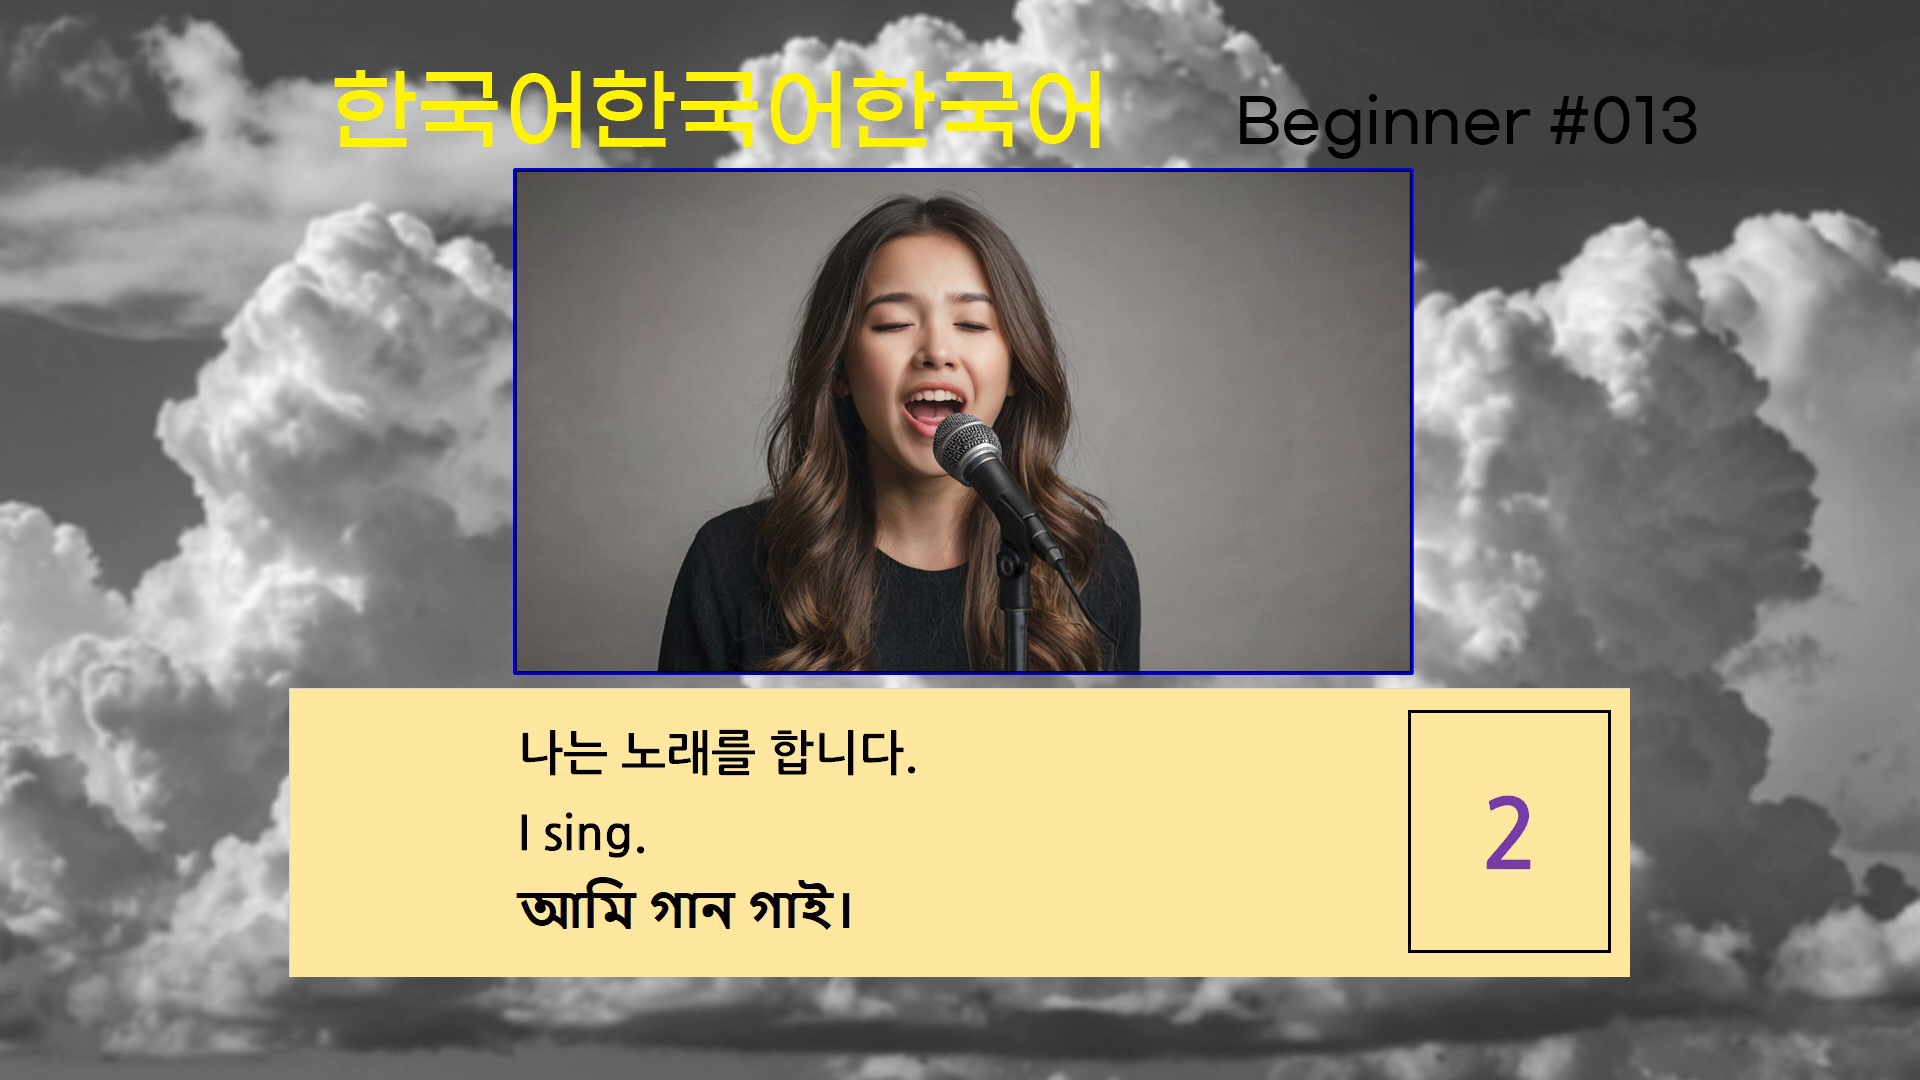 한국어한국어한국어
Beginner #013
나는 노래를 합니다.
I sing.
আমি গান গাই।
2